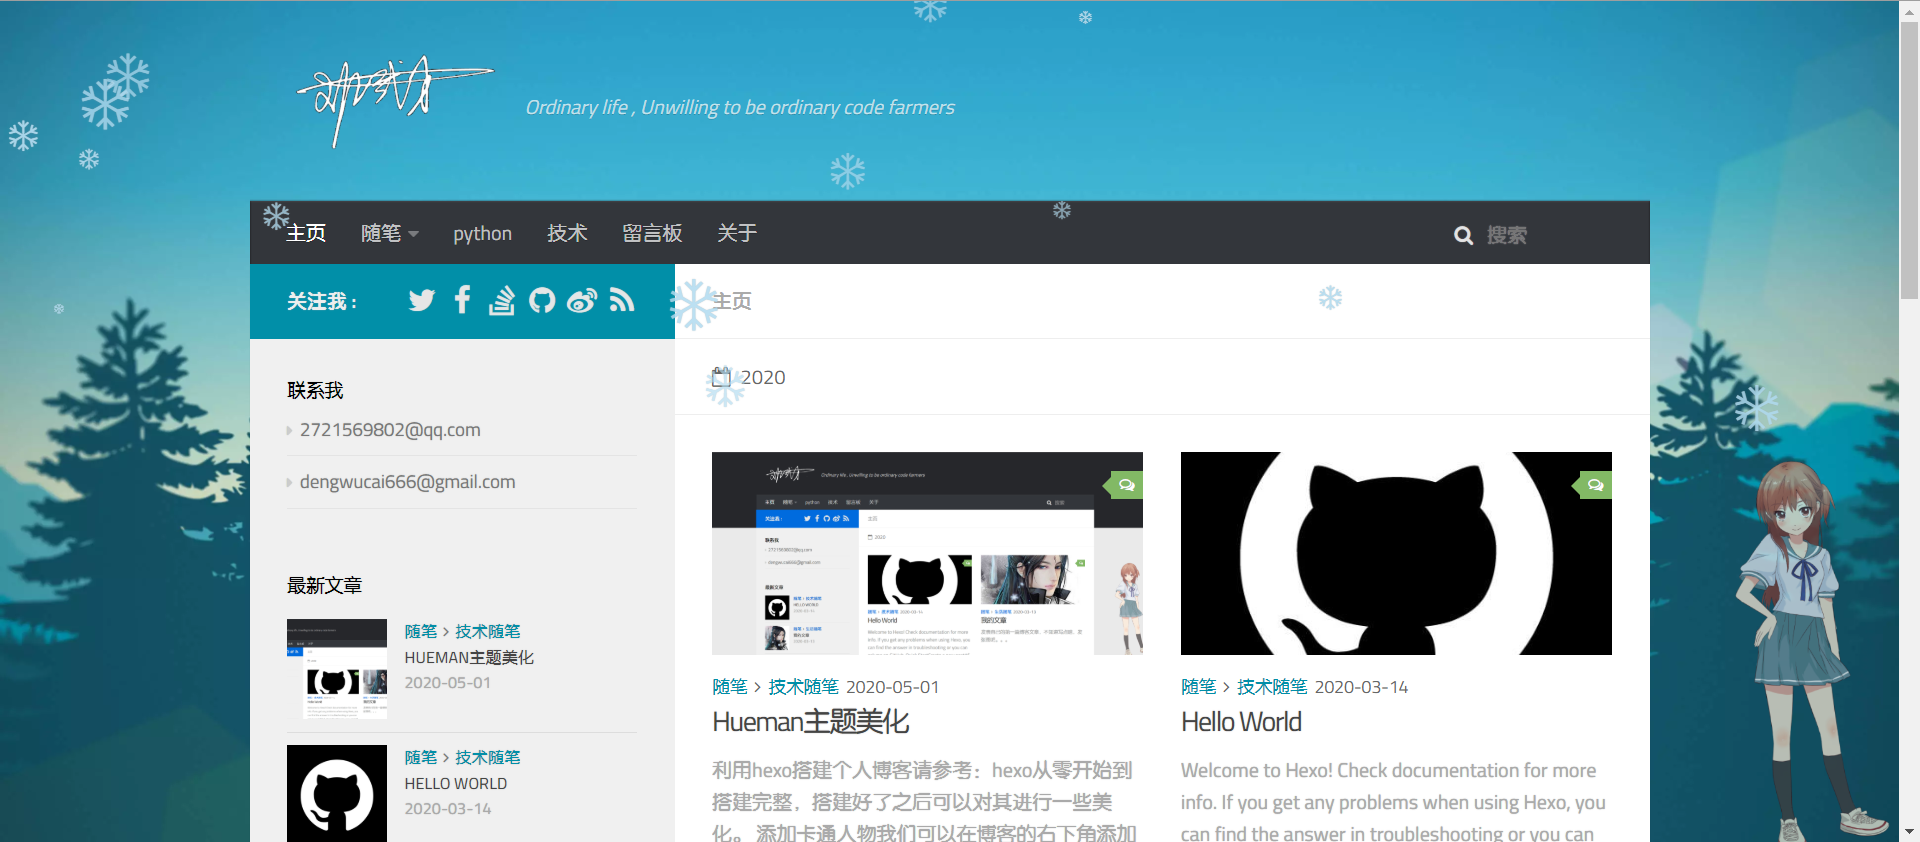 Ordinary life , Unwilling to be ordinary code farmers
主页 随笔 python 技术 留言板 关于 搜索
关注我 :
主页
2020
联系我
2721569802@qq.com
dengwucai666@gmail.com
最新文章
随笔 > 技术随笔
HUEMAN主题美化
2020-05-01
随笔 > 技术随笔
HELLO WORLD
2020-03-14
随笔 > 技术随笔 2020-05-01
Hueman主题美化
利用hexo搭建个人博客请参考：hexo从零开始到
搭建完整，搭建好了之后可以对其进行一些美
化。 添加卡通人物我们可以在博客的右下角添加
随笔 > 技术随笔 2020-03-14
Hello World
Welcome to Hexo! Check documentation for more
info. If you get any problems when using Hexo, you
can find the answer in troubleshooting or you can